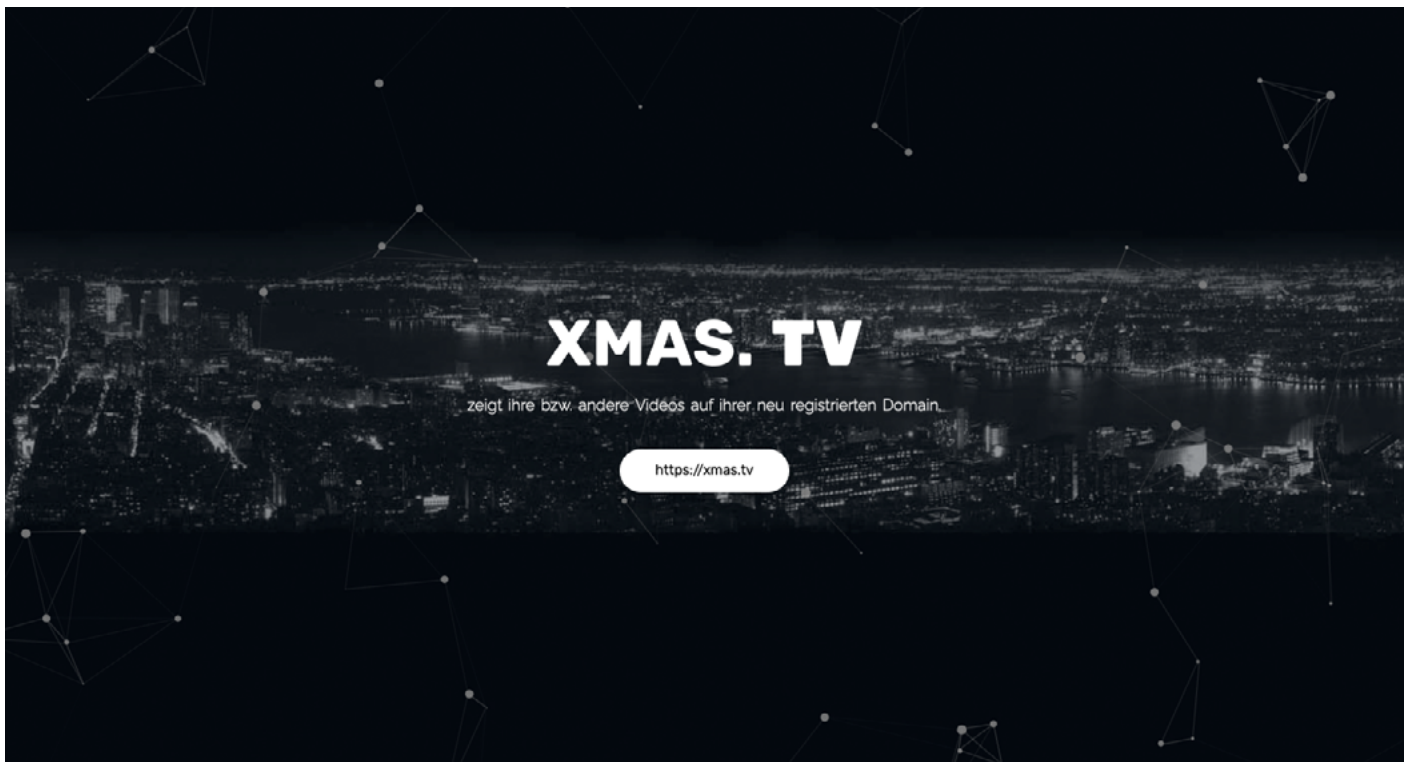 XMAS. TV
zeigt ihre bzw. andere Videos auf ihrer neu registrierten Domain.
https://xmas.tv